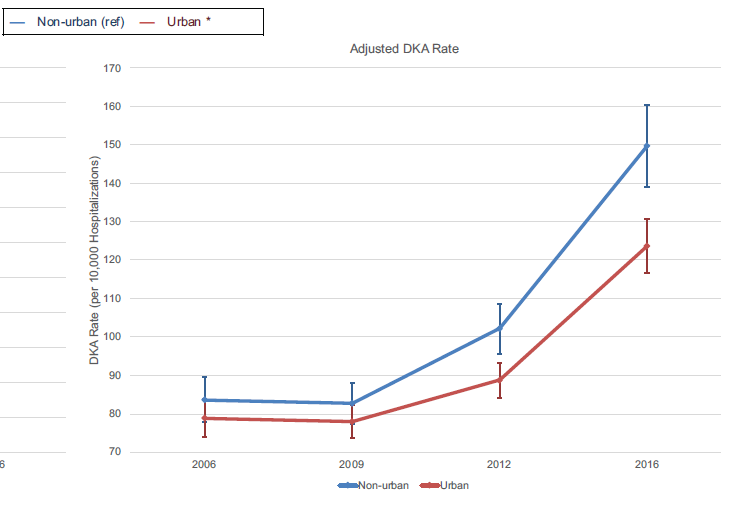 Non-urban (ref) Urban *
Adjusted DKA Rate
DKA Rate (per 10,000 Hospitalizations)
170
160
150
140
130
120
110
100
90
80
70
6
2006 2009 2012 2016
Non-urban Urban